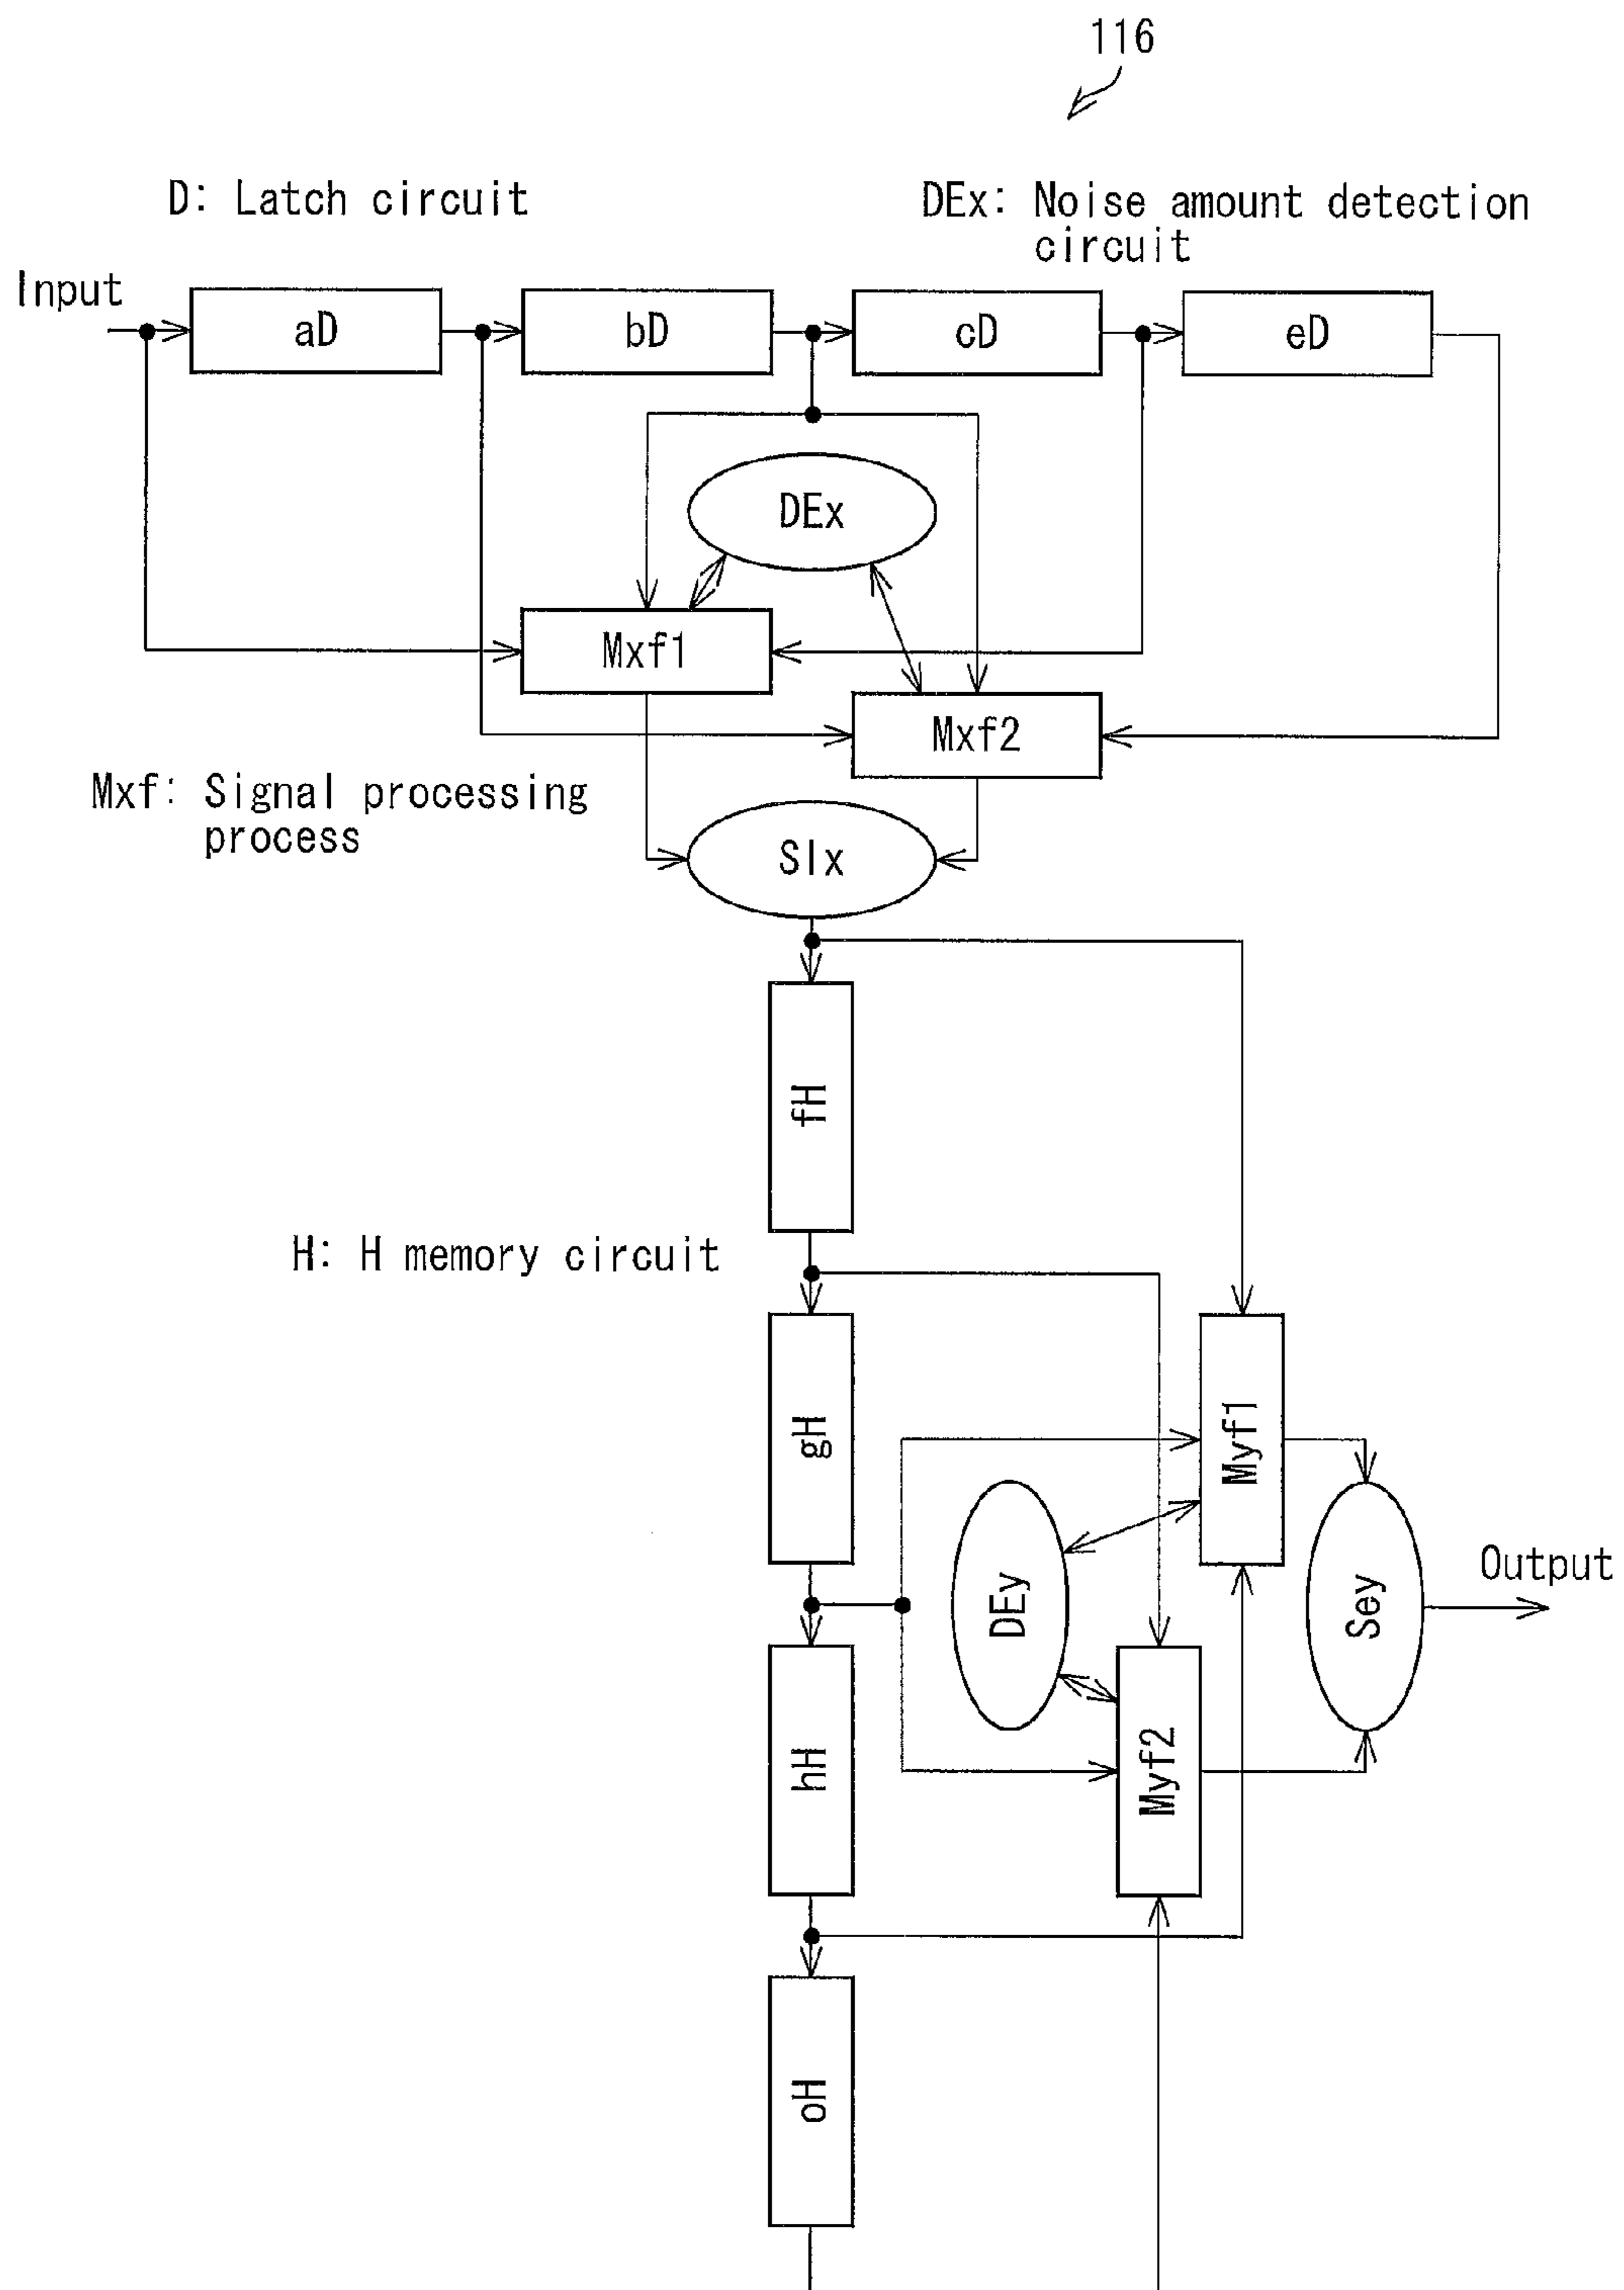 116
D: Latch circuit
DEx: Noise amount detection
circuit
Input
aD
bD
cD
eD
DEx
Mxf1
Mxf2
Mxf: Signal processing
process
SIx
fH
H: H memory circuit
gH
Myf1
DEy
Sey
Output
hH
Myf2
oH